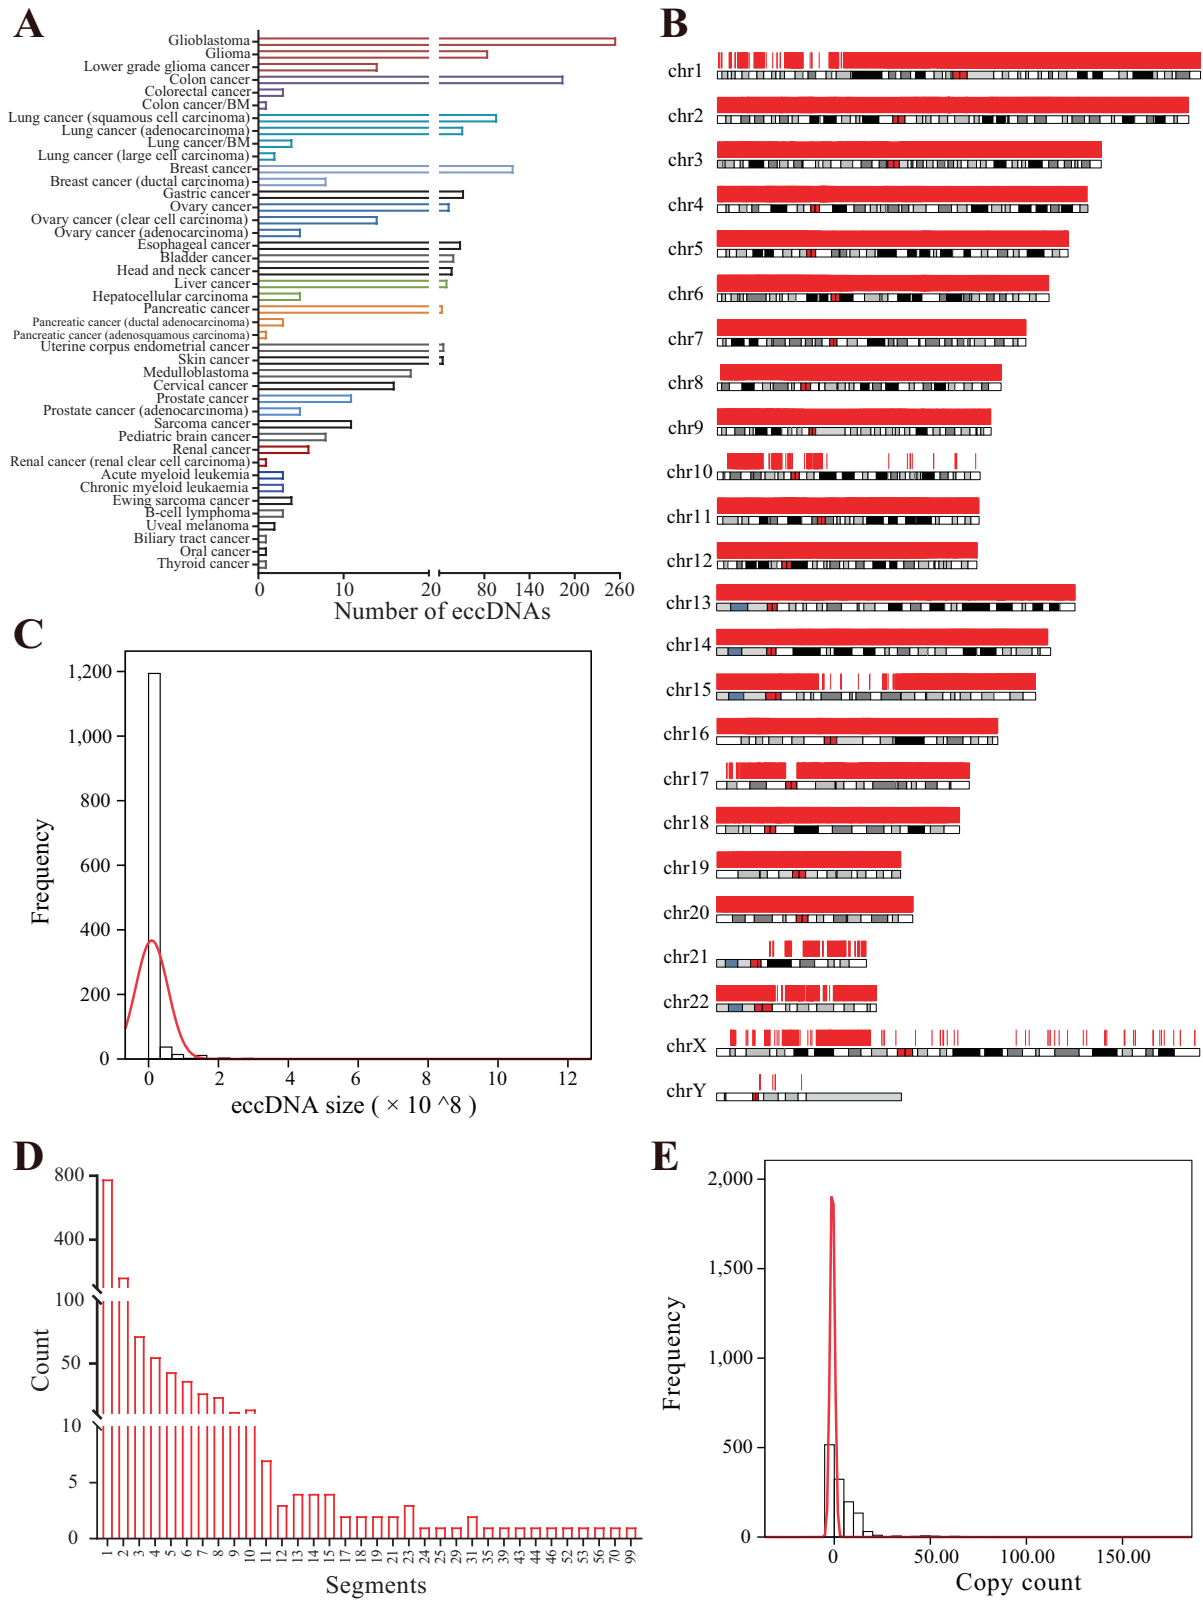 A
Glioblastoma
Glioma
Lower grade glioma cancer
Colon cancer
Colorectal cancer
Colon cancer/BM
Lung cancer (squamous cell carcinoma)
Lung cancer (adenocarcinoma)
Lung cancer/BM
Lung cancer (large cell carcinoma)
Breast cancer
Breast cancer (ductal carcinoma)
Gastric cancer
Ovary cancer
Ovary cancer (clear cell carcinoma)
Ovary cancer (adenocarcinoma)
Esophageal cancer
Bladder cancer
Head and neck cancer
Liver cancer
Hepatocellular carcinoma
Pancreatic cancer
Pancreatic cancer (ductal adenocarcinoma)
Pancreatic cancer (adenosquamous carcinoma)
Uterine corpus endometrial cancer
Skin cancer
Medulloblastoma
Cervical cancer
Prostate cancer
Prostate cancer (adenocarcinoma)
Sarcoma cancer
Pediatric brain cancer
Renal cancer
Renal cancer (renal clear cell carcinoma)
Acute myeloid leukemia
Chronic myeloid leukaemia
Ewing sarcoma cancer
B-cell lymphoma
Uveal melanoma
Biliary tract cancer
Oral cancer
Thyroid cancer
0 10 20 80 140 200 260
Number of eccDNAs
B
chr1
chr2
chr3
chr4
chr5
chr6
chr7
chr8
chr9
chr10
chr11
chr12
chr13
chr14
chr15
chr16
chr17
chr18
chr19
chr20
chr21
chr22
chrX
chrY
C
Frequency
1,200
1,000
800
600
400
200
0
0 2 4 6 8 10 12
eccDNA size ( × 10 ^8 )
D
Count
800
400
100
50
10
5
0
1 2 3 4 5 6 7 8 9 10 11 12 13 14 15 17 18 19 21 23 24 25 29 31 35 39 43 44 46 52 53 56 70 99
Segments
E
Frequency
2,000
1,500
1,000
500
0
0 50.00 100.00 150.00
Copy count